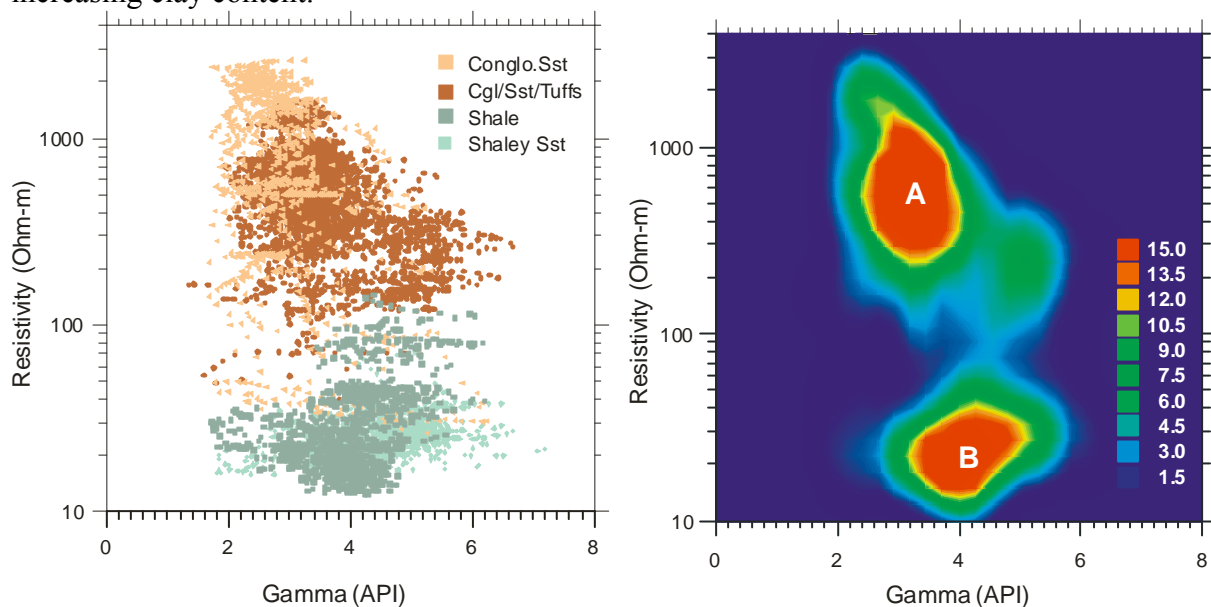 increasing clay content.
Conglo.Sst
Cgl/Sst/Tuffs
Shale
Shaley Sst
1000
100
10
0 2 4 6 8
Resistivity (Ohm-m)
Gamma (API)
A
B
15.0
13.5
12.0
10.5
9.0
7.5
6.0
4.5
3.0
1.5
1000
100
10
0 2 4 6 8
Resistivity (Ohm-m)
Gamma (API)